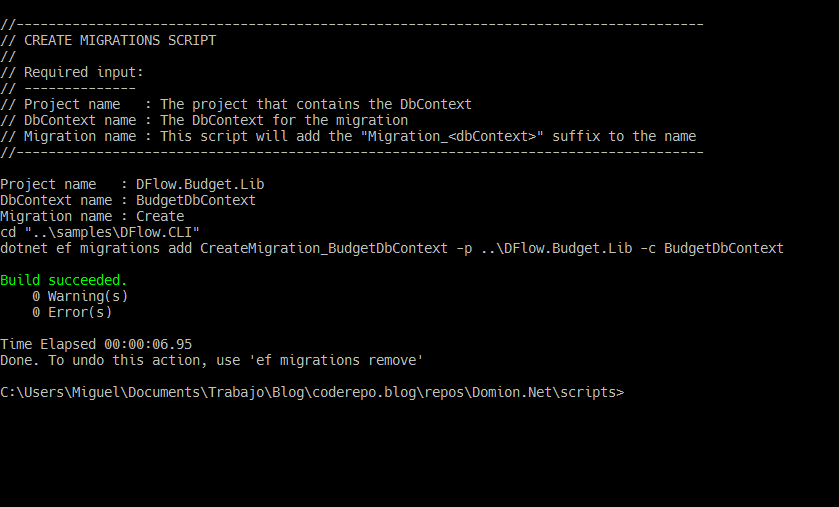 //--------------------------------------------------------------------------------------
// CREATE MIGRATIONS SCRIPT
//
// Required input:
// --------------
// Project name   : The project that contains the DbContext
// DbContext name : The DbContext for the migration
// Migration name : This script will add the "Migration_<dbContext>" suffix to the name
//--------------------------------------------------------------------------------------
Project name   : DFlow.Budget.Lib
DbContext name : BudgetDbContext
Migration name : Create
cd "..\samples\DFlow.CLI"
dotnet ef migrations add CreateMigration_BudgetDbContext -p ..\DFlow.Budget.Lib -c BudgetDbContext
Build succeeded.
    0 Warning(s)
    0 Error(s)
Time Elapsed 00:00:06.95
Done. To undo this action, use 'ef migrations remove'
C:\Users\Miguel\Documents\Trabajo\Blog\coderepo.blog\repos\Domion.Net\scripts>